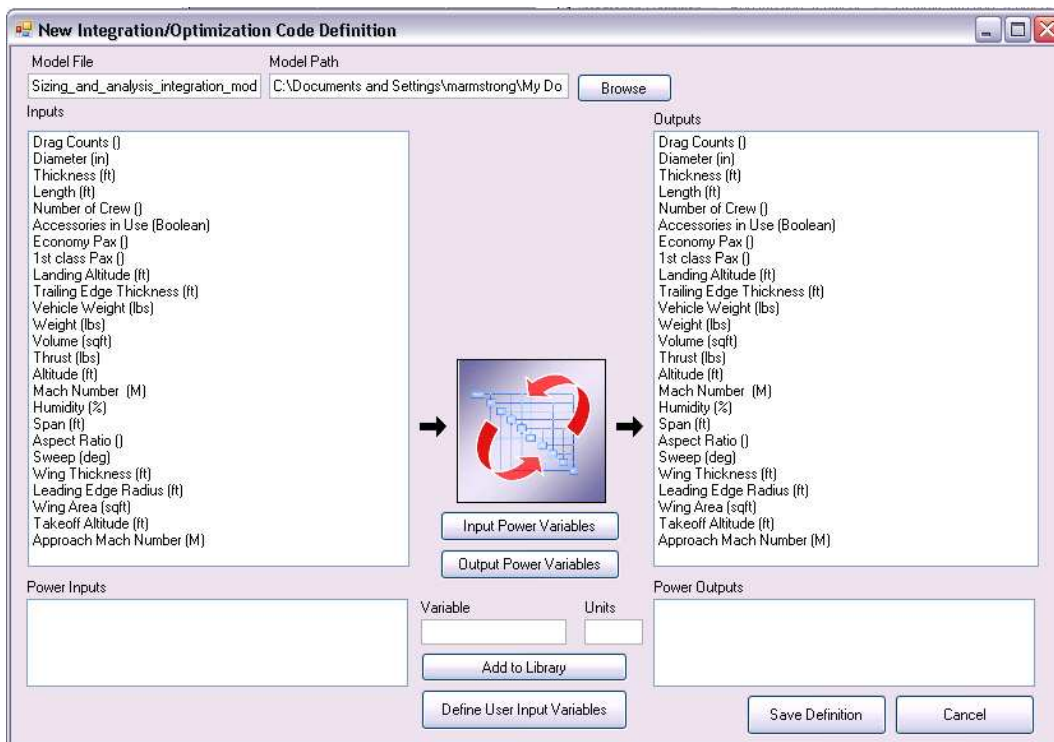 New Integration/Optimization Code Definition
Model File
Model Path
Sizing_and_analysis_integration_mod
C:\Documents and Settings\marmstrong\My Do
Browse
Inputs
Drag Counts ()
Diameter (in)
Thickness (ft)
Length (ft)
Number of Crew ()
Accessories in Use (Boolean)
Economy Pax ()
1st class Pax ()
Landing Altitude (ft)
Trailing Edge Thickness (ft)
Vehicle Weight (lbs)
Weight (lbs)
Volume (sqft)
Thrust (lbs)
Altitude (ft)
Mach Number  (M)
Humidity (%)
Span (ft)
Aspect Ratio ()
Sweep (deg)
Wing Thickness (ft)
Leading Edge Radius (ft)
Wing Area (sqft)
Takeoff Altitude (ft)
Approach Mach Number (M)
Outputs
Drag Counts ()
Diameter (in)
Thickness (ft)
Length (ft)
Number of Crew ()
Accessories in Use (Boolean)
Economy Pax ()
1st class Pax ()
Landing Altitude (ft)
Trailing Edge Thickness (ft)
Vehicle Weight (lbs)
Weight (lbs)
Volume (sqft)
Thrust (lbs)
Altitude (ft)
Mach Number  (M)
Humidity (%)
Span (ft)
Aspect Ratio ()
Sweep (deg)
Wing Thickness (ft)
Leading Edge Radius (ft)
Wing Area (sqft)
Takeoff Altitude (ft)
Approach Mach Number (M)
Input Power Variables
Output Power Variables
Power Inputs
Variable
Units
Power Outputs
Add to Library
Define User Input Variables
Save Definition
Cancel